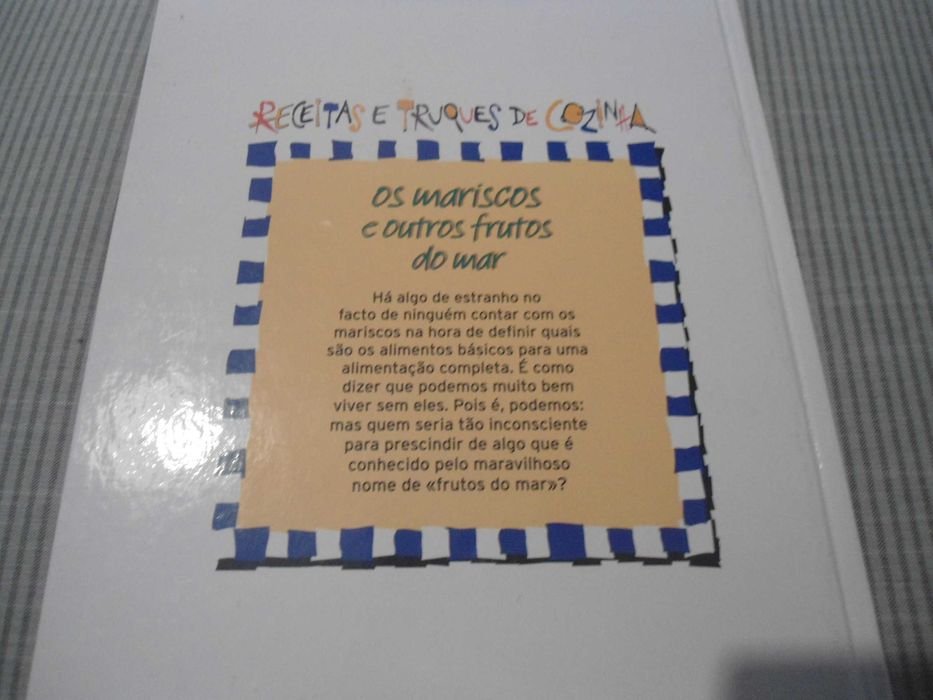 RECEITAS E TRUQUES DE COZINHA
os mariscos
e outros frutos
do mar
Há algo de estranho no
facto de ninguém contar com os
mariscos na hora de definir quais
são os alimentos básicos para uma
alimentação completa. É como
dizer que podemos muito bem
viver sem eles. Pois é, podemos:
mas quem seria tão inconsciente
para prescindir de algo que é
conhecido pelo maravilhoso
nome de «frutos do mar»?